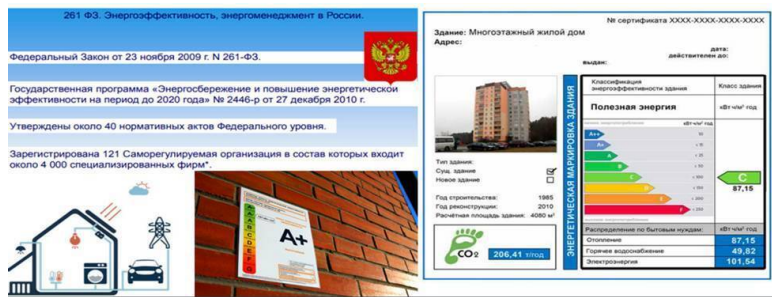 261 ФЗ. Энергоэффективность, энергоменеджмент в России.
Федеральный Закон от 23 ноября 2009 г. N 261-ФЗ.
Государственная программа «Энергосбережение и повышение энергетической
эффективности на период до 2020 года» № 2446-р от 27 декабря 2010 г.
Утверждены около 40 нормативных актов Федерального уровня.
Зарегистрирована 121 Саморегулируемая организация в состав которых входит
около 4 000 специализированных фирм*.
A+
№ сертификата XXXX-XXXX-XXXX-XXXX
Здание: Многоэтажный жилой дом
Адрес:
дата:
выдан:
действителен до:
Тип здания:
Сущ. здание
Новое здание
Год строительства: 1985
Год реконструкции: 2010
Расчётная площадь здания: 4050 м²
CO2
206,41 т/год
ЭНЕРГЕТИЧЕСКАЯ МАРКИРОВКА ЗДАНИЯ
Классификация
энергоэффективности здания
Класс здания
Полезная энергия
кВт·ч/м² год
кВт·ч/м² год
A++
A+
A
B
C
D
E
F
C
87,15
Распределение по бытовым нуждам:
кВт·ч/м² год
Отопление
87,15
Горячее водоснабжение
49,82
Электроэнергия
101,54